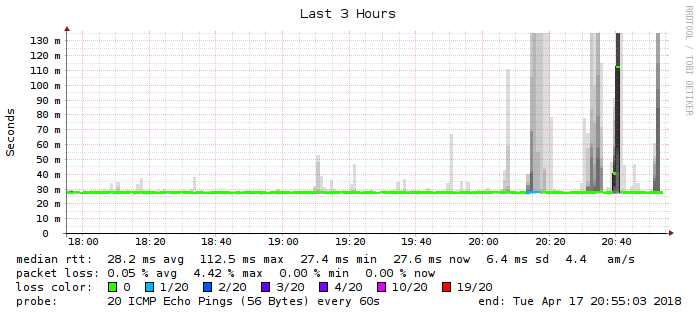 Last 3 Hours
RRDTOOL / TOBI OETIKER
Seconds
130 m
120 m
110 m
100 m
90 m
80 m
70 m
60 m
50 m
40 m
30 m
20 m
10 m
0
18:00 18:20 18:40 19:00 19:20 19:40 20:00 20:20 20:40
median rtt: 28.2 ms avg 112.5 ms max 27.4 ms min 27.6 ms now 6.4 ms sd 4.4 am/s
packet loss: 0.05 % avg 4.42 % max 0.00 % min 0.00 % now
loss color: 0 1/20 2/20 3/20 4/20 10/20 19/20
probe: 20 ICMP Echo Pings (56 Bytes) every 60s end: Tue Apr 17 20:55:03 2018